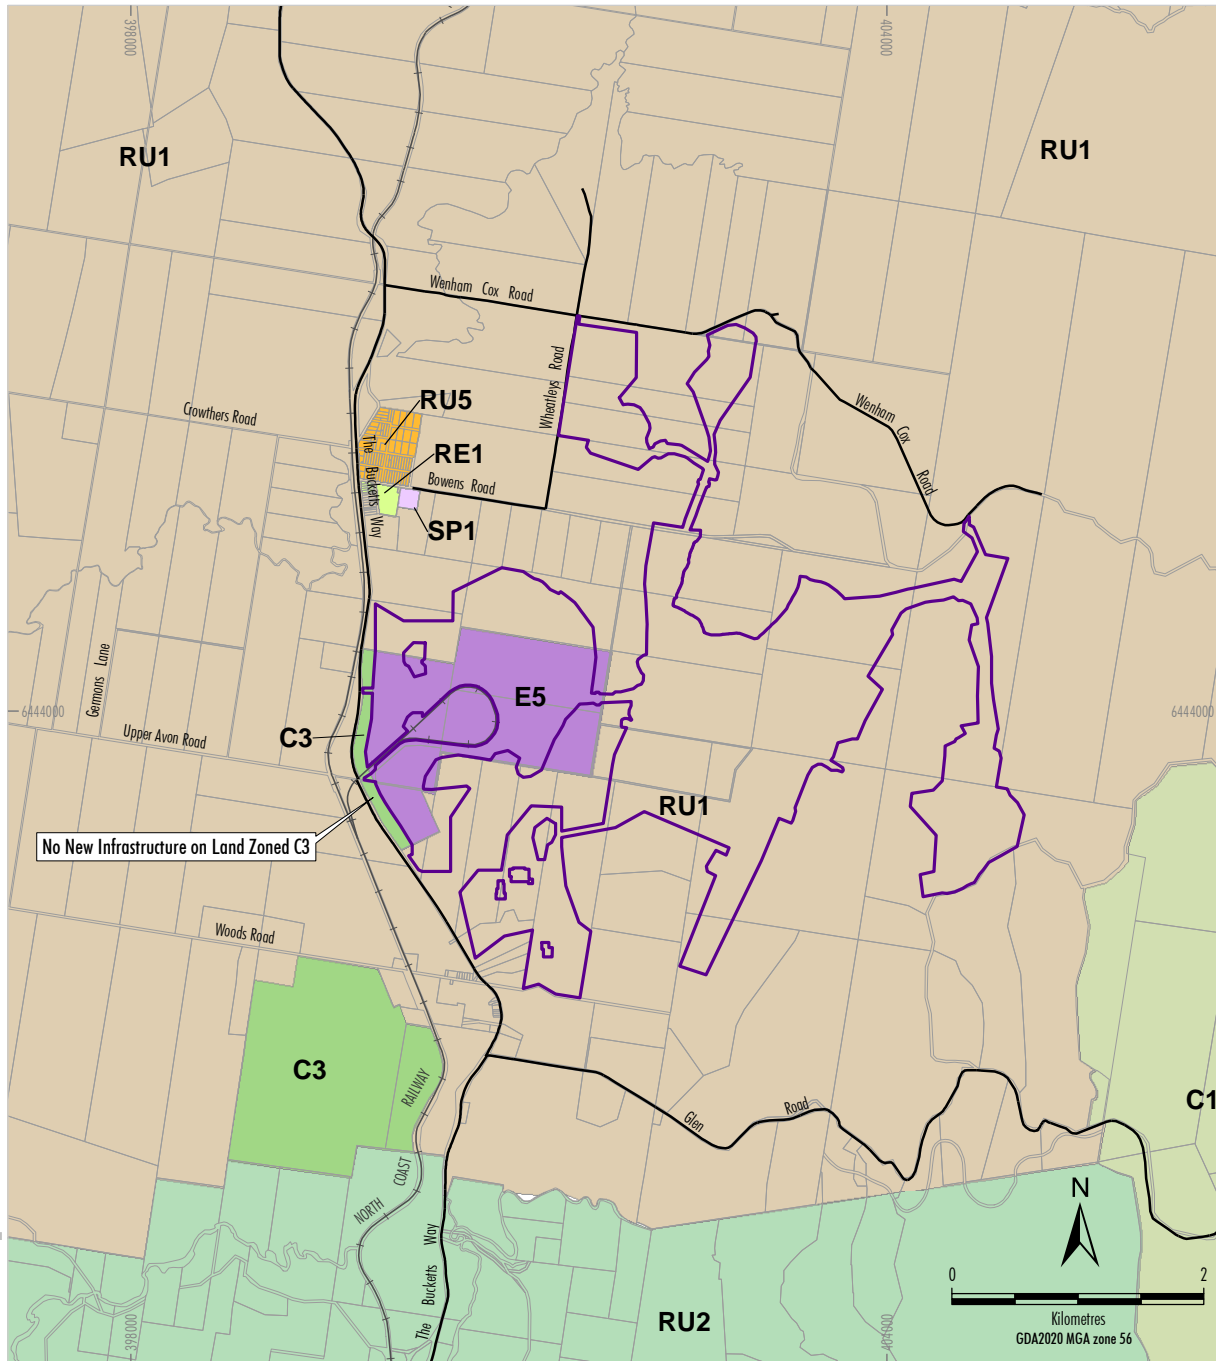 398000
404000
RU1
RU1
Wenham Cox Road
Wheatleys Road
RU5
Crowthers Road
Wenham Cox Road
The Bucketts Way
RE1
Bowens Road
SP1
Germons Lane
E5
6444000
6444000
Upper Avon Road
C3
RU1
No New Infrastructure on Land Zoned C3
Woods Road
C3
RAILWAY
C1
Glen Road
COAST
NORTH
N
The Bucketts Way
0 2
Kilometres
GDA2020 MGA zone 56
RU2
398000
404000